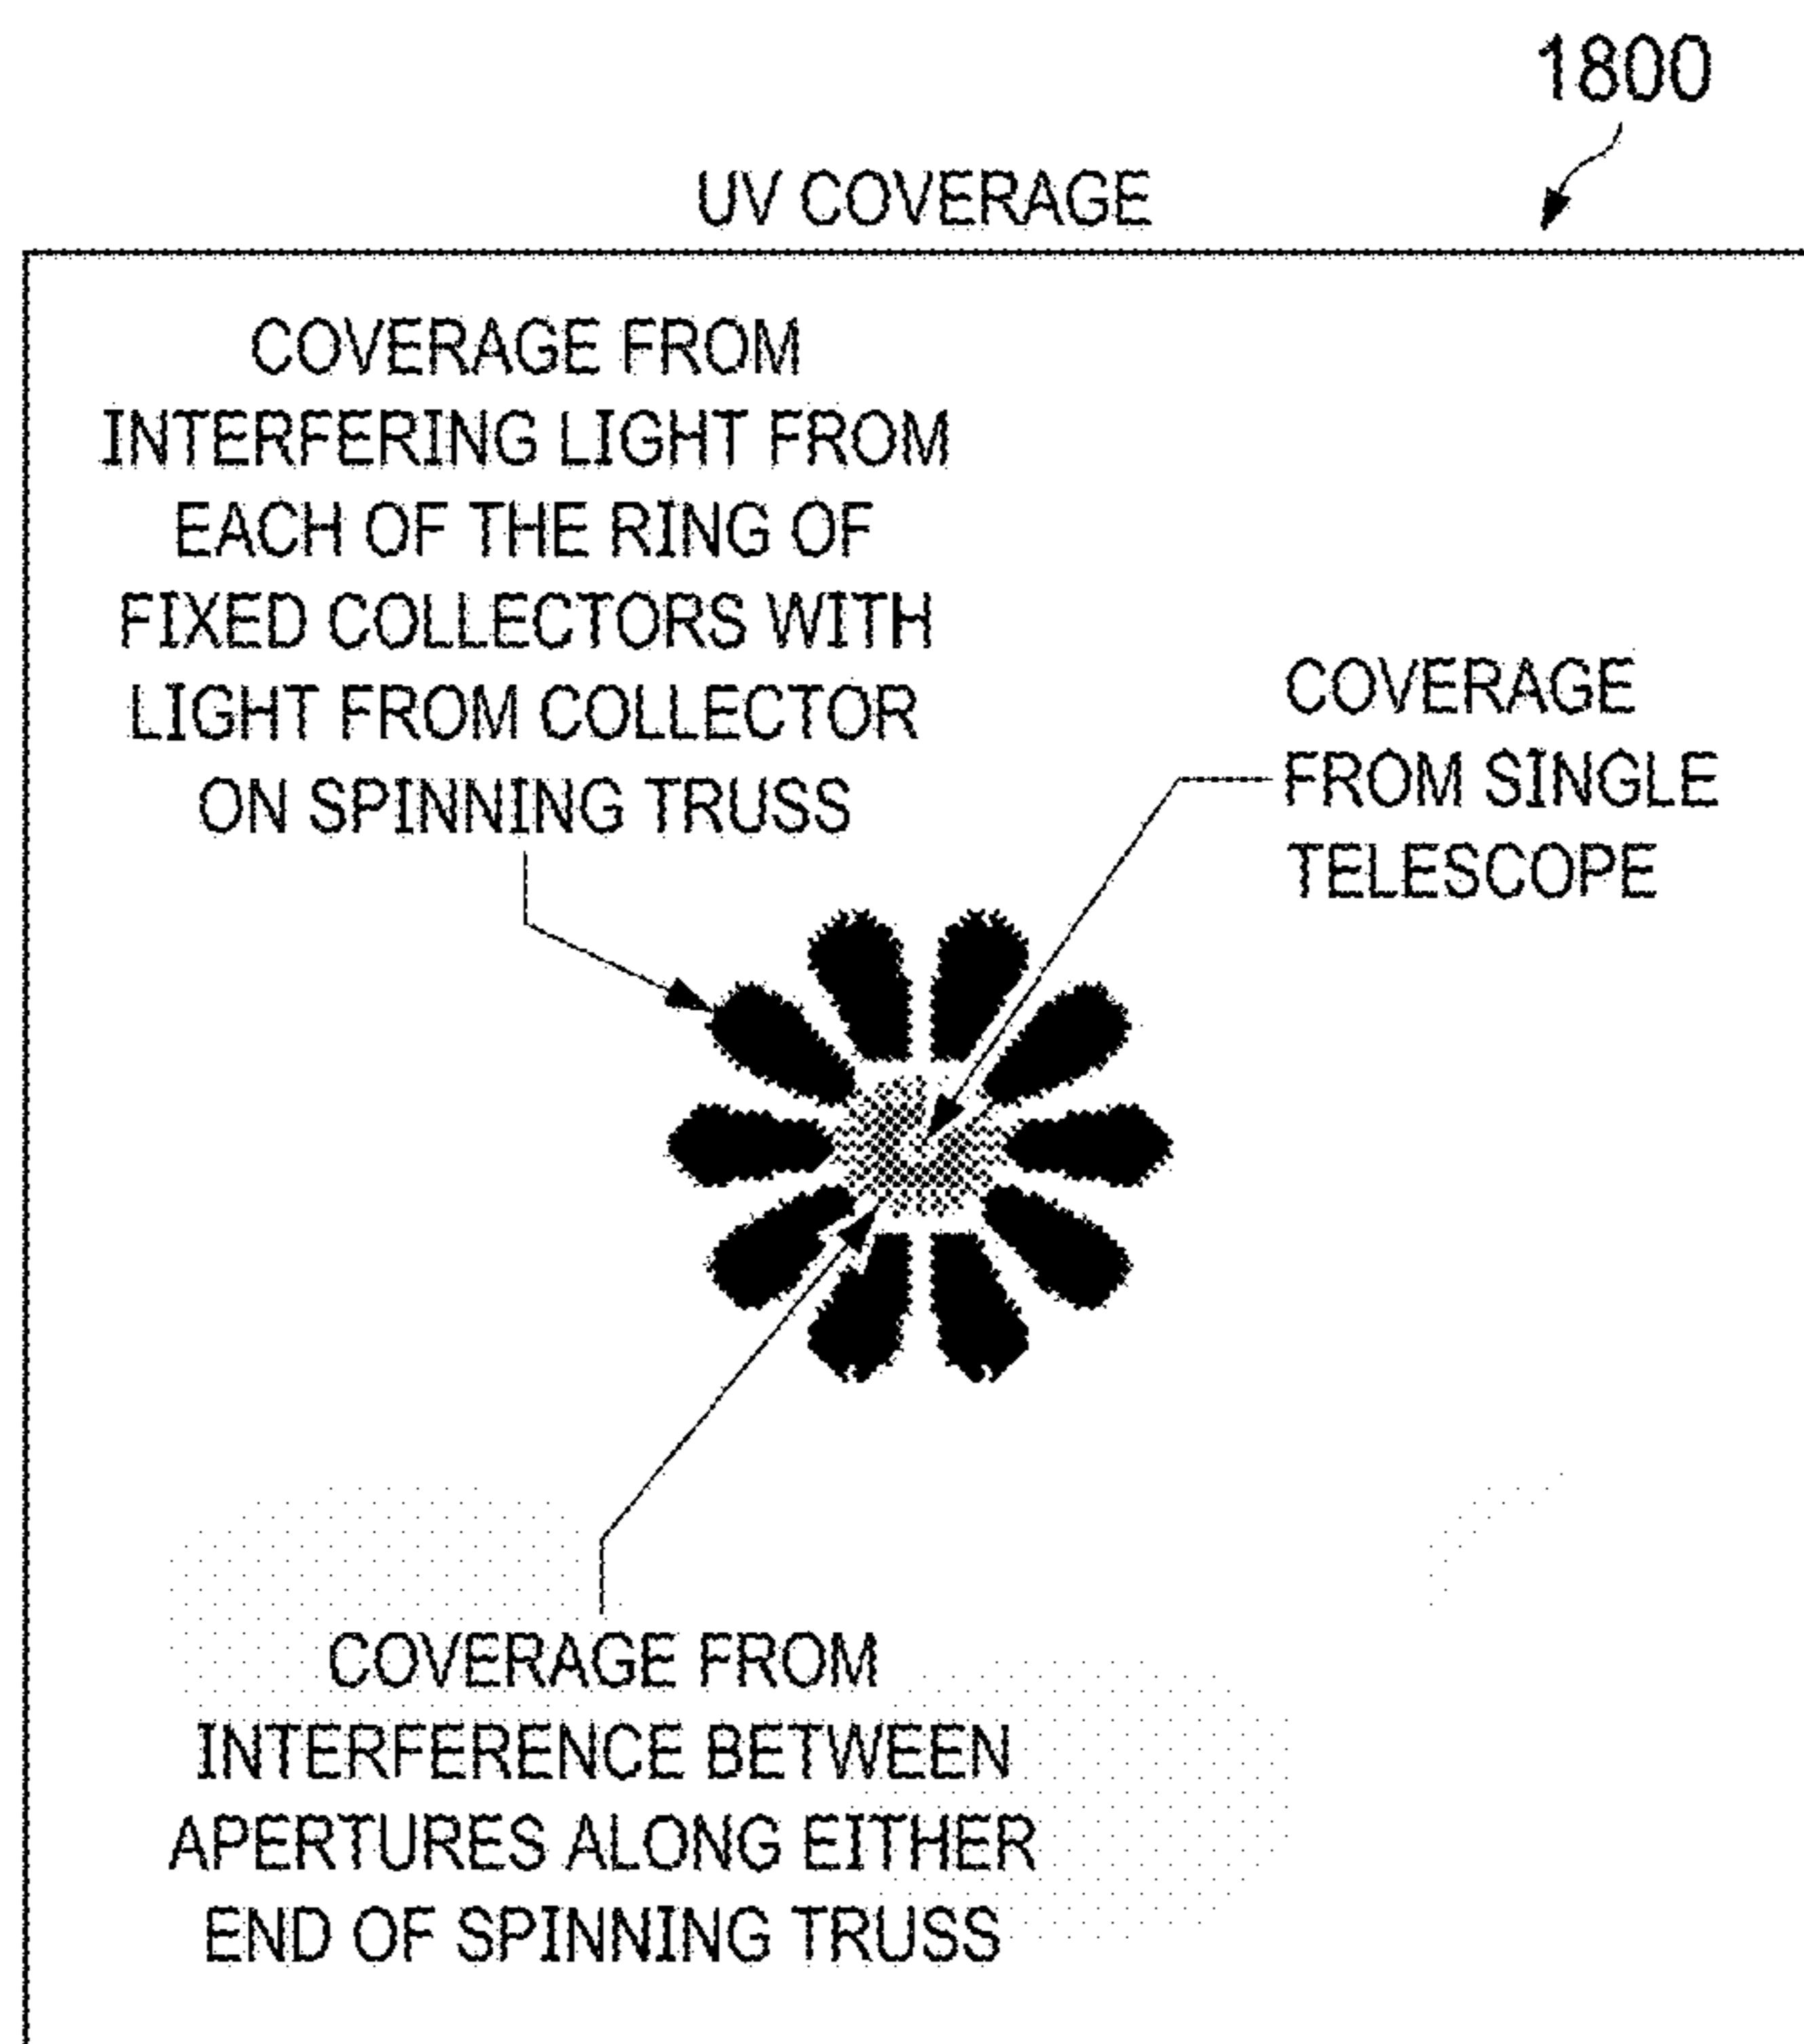 1800
UV COVERAGE
COVERAGE FROM
INTERFERING LIGHT FROM
EACH OF THE RING OF
FIXED COLLECTORS WITH
LIGHT FROM COLLECTOR
ON SPINNING TRUSS
COVERAGE
FROM SINGLE
TELESCOPE
COVERAGE FROM
INTERFERENCE BETWEEN
APERTURES ALONG EITHER
END OF SPINNING TRUSS